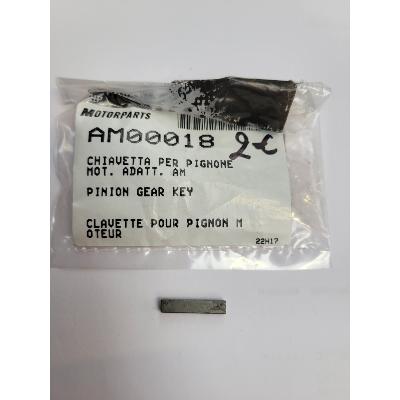 MOTORPARTS
AM00018 2€
CHIAVETTA PER PIGNONE
MOT. ADATT. AM
PINION GEAR KEY
CLAVETTE POUR PIGNON M
OTEUR
22H17